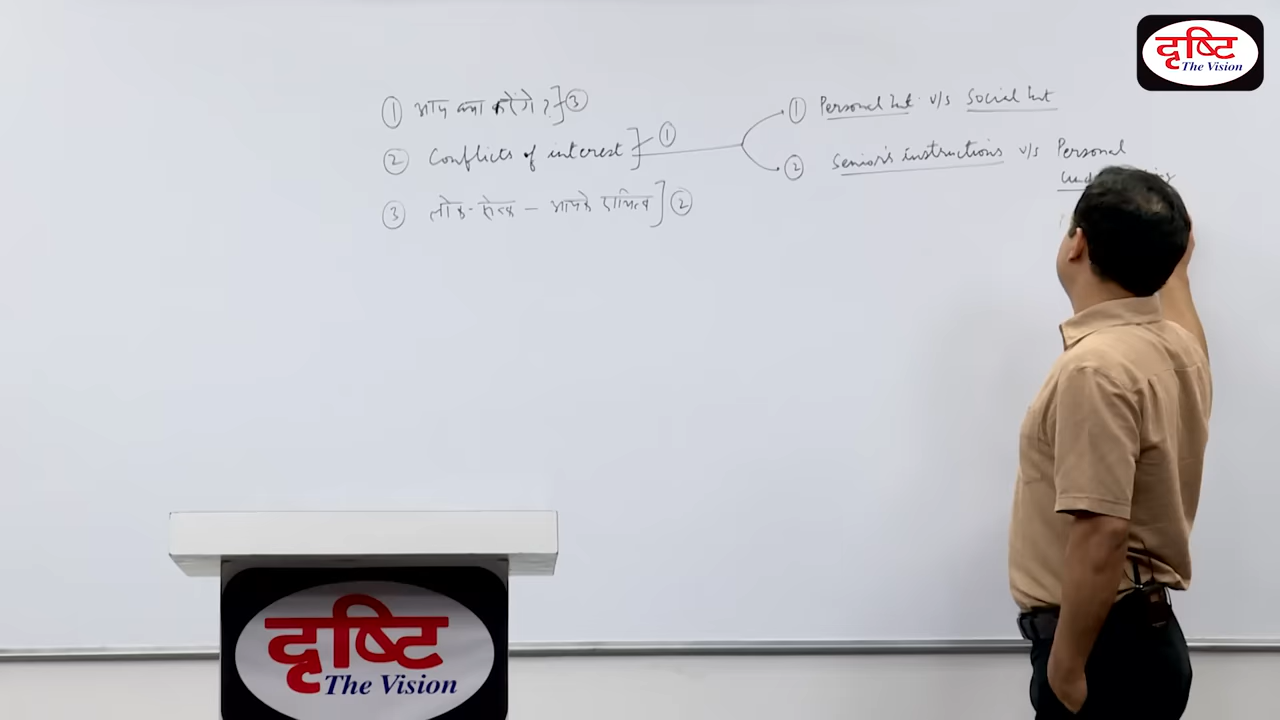 ① आप क्या करोगे? ] ③
② Conflicts of interest ] ①
③ लोक-सेवक – आपके दायित्व ] ②
① Personal Int. v/s Social Int
② Senior's instructions v/s Personal
दृष्टि
The Vision
दृष्टि
The Vision